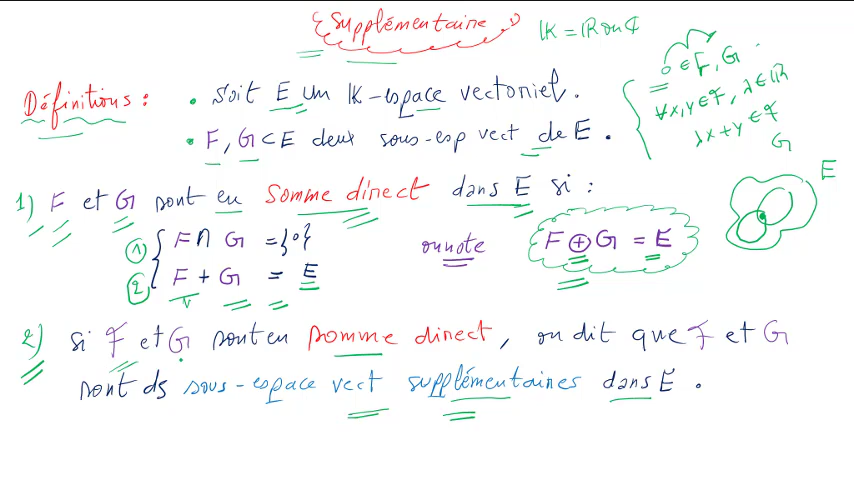 { Supplémentaire }
IK = IR ou ₵
Définitions :
• soit E un IK-espace vectoriel.
0 ∈ F, G
∀x,y ∈ F, λ ∈ IR
λx + y ∈ F
G
• F, G ⊂ E deux sous-esp vect de E.
E
1) F et G sont en Somme direct dans E si :
① F ∩ G = {0}
② F + G = E
on note F ⊕ G = E
2) si F et G sont en somme direct, on dit que F et G
sont ds sous-espace vect supplémentaires dans E.